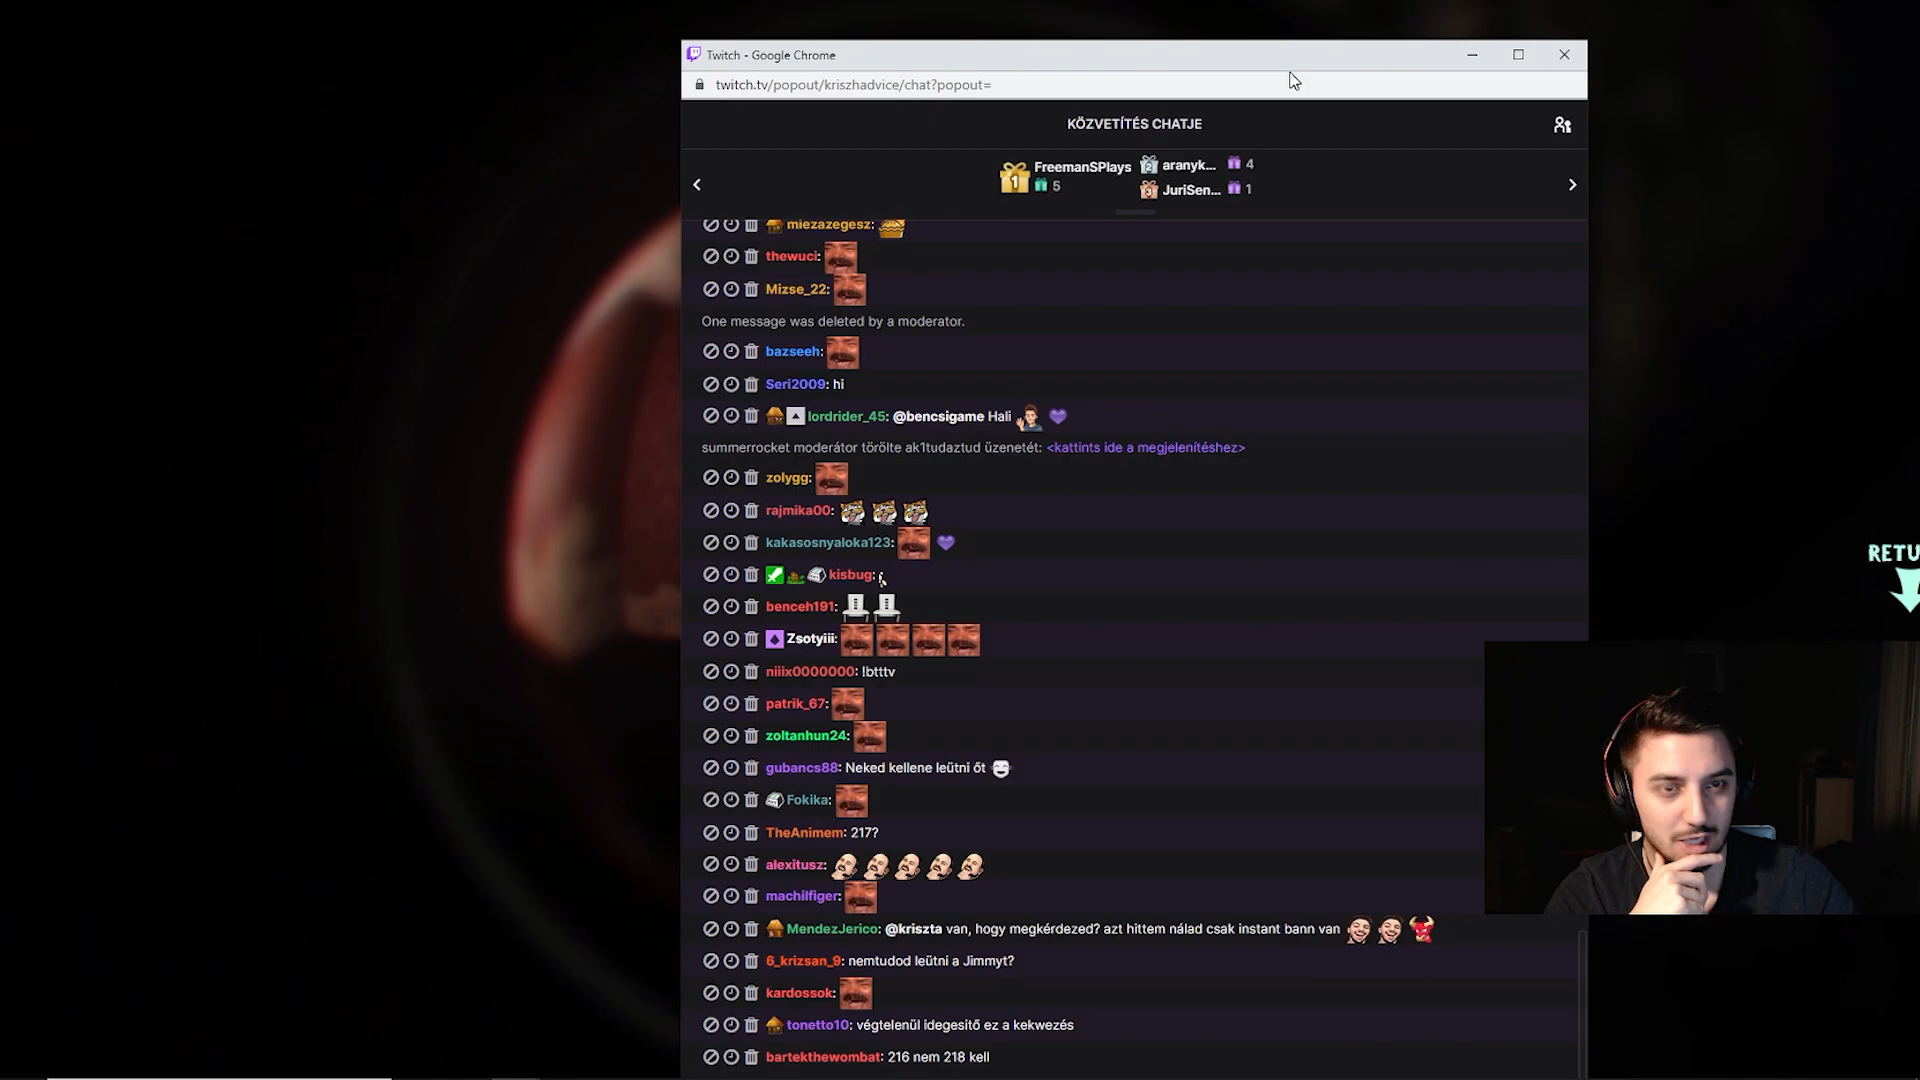 Twitch - Google Chrome
twitch.tv/popout/kriszhadvice/chat?popout=
KÖZVETÍTÉS CHATJE
1 FreemanSPlays 5
2 aranyk... 4
3 JuriSen... 1
miezazegesz:
thewuci:
Mizse_22:
One message was deleted by a moderator.
bazseeh:
Seri2009: hi
lordrider_45: @bencsigame Hali
summerrocket moderátor törölte ak1tudaztud üzenetét: <kattints ide a megjelenítéshez>
zolygg:
rajmika00:
kakasosnyaloka123:
kisbug:
benceh191:
Zsotyiii:
niiix0000000: !btttv
patrik_67:
zoltanhun24:
gubancs88: Neked kellene leütni őt
Fokika:
TheAnimem: 217?
alexitusz:
machilfiger:
MendezJerico: @kriszta van, hogy megkérdezed? azt hittem nálad csak instant bann van
6_krizsan_9: nemtudod leütni a Jimmyt?
kardossok:
tonetto10: végtelenül idegesítő ez a kekwezés
bartekthewombat: 216 nem 218 kell
RETU